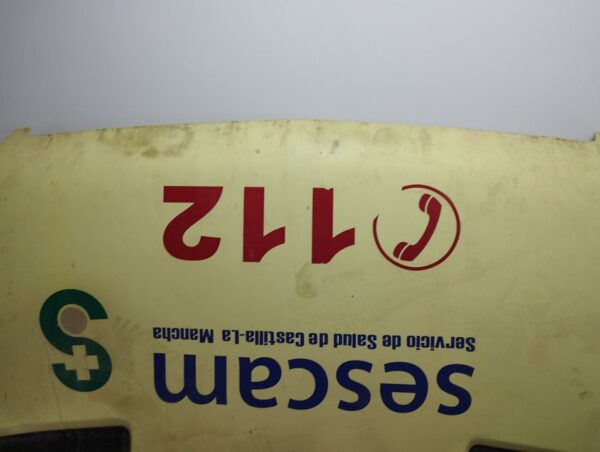 sescam
Servicio de Salud de Castilla-La Mancha
112